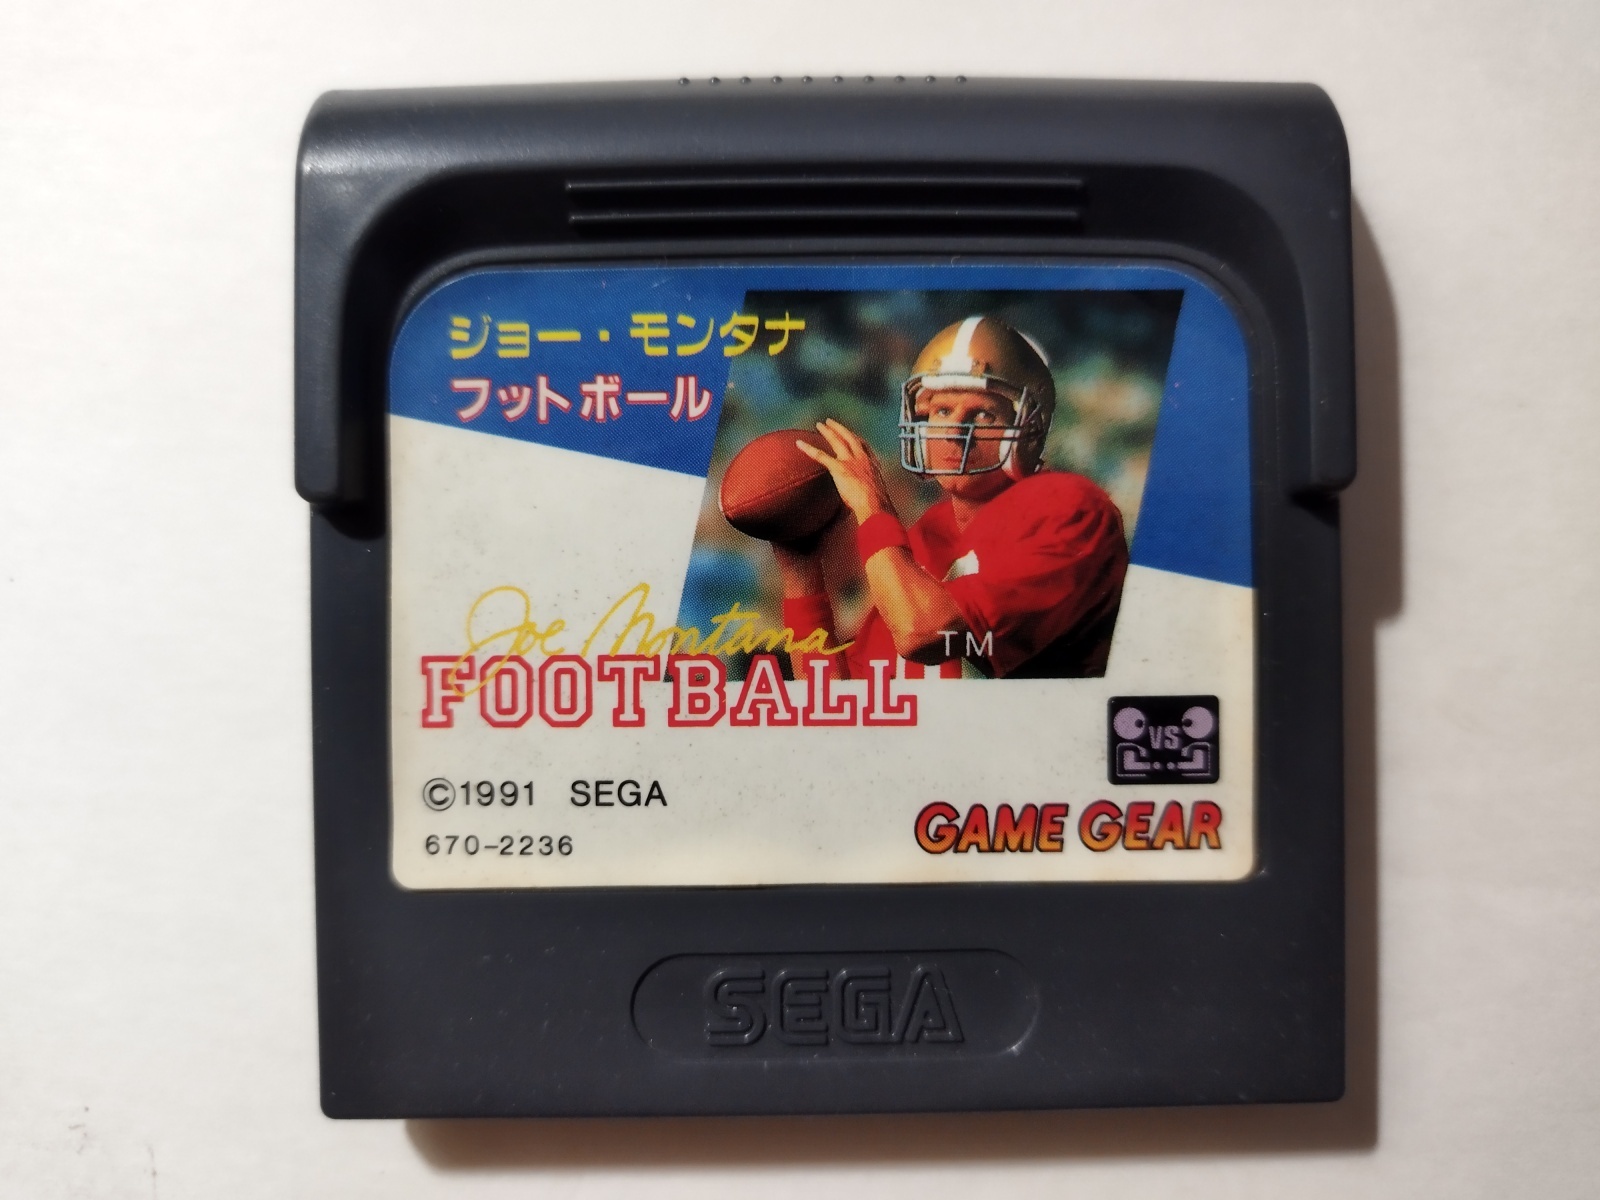 ジョー・モンタナ
フットボール
Joe Montana
TM
FOOTBALL
VS
©1991 SEGA
GAME GEAR
670-2236
SEGA